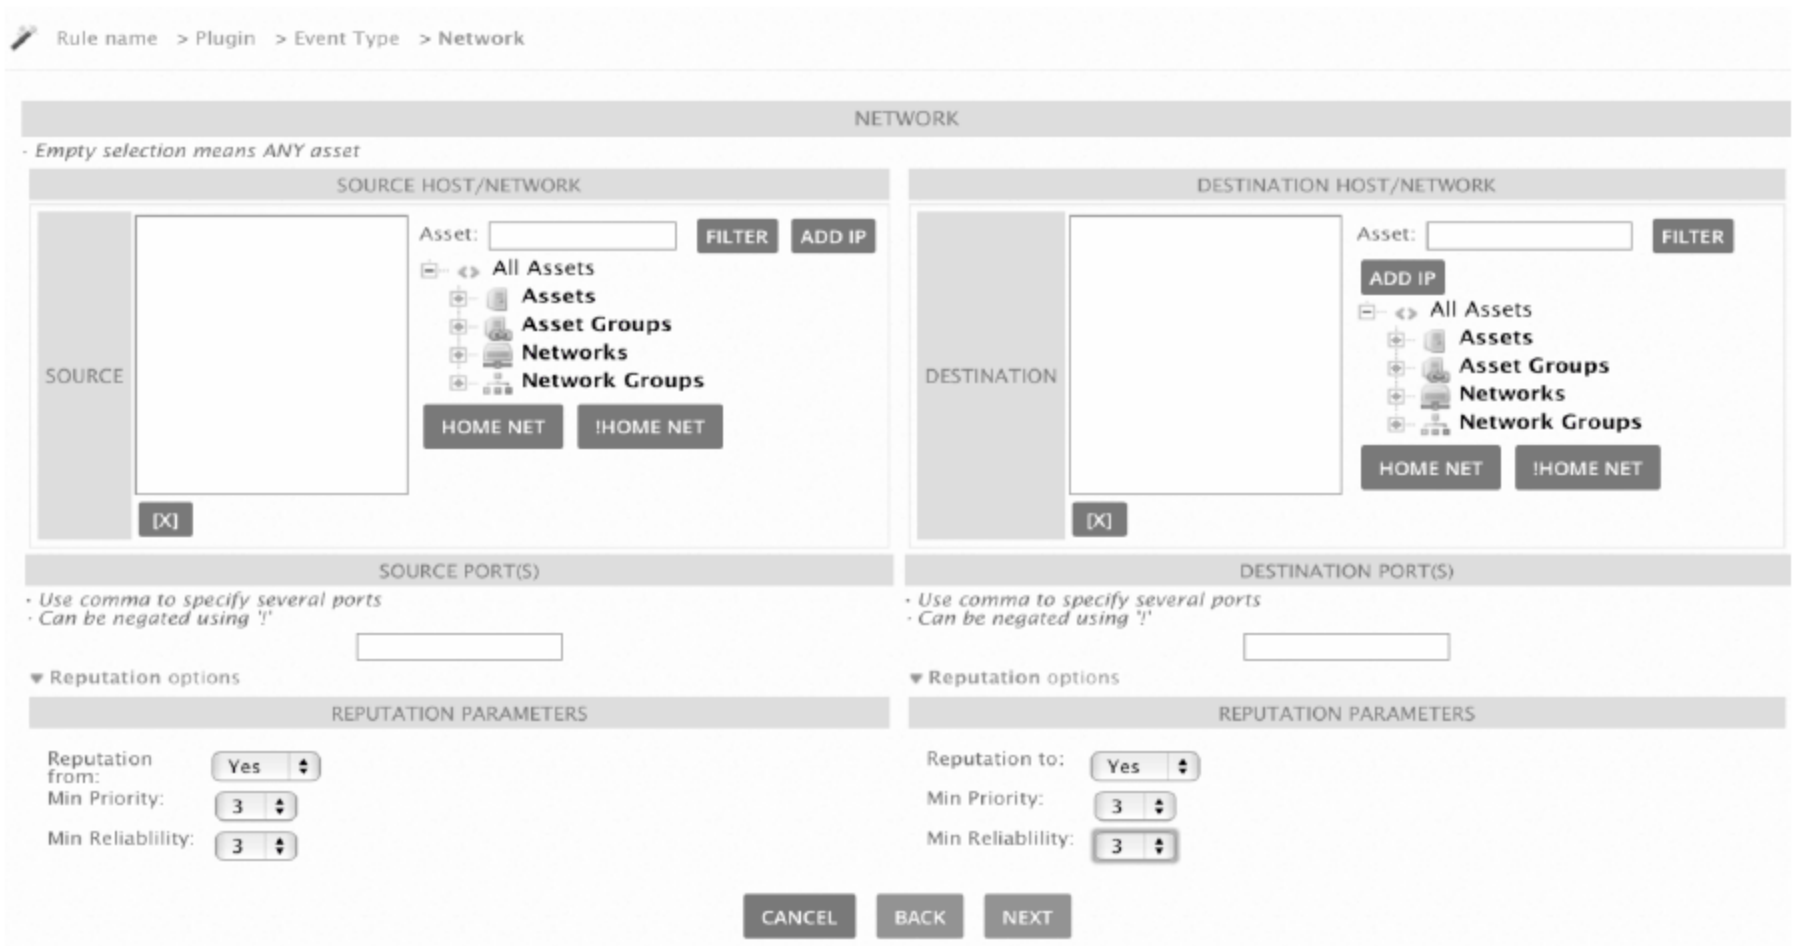 Rule name > Plugin > Event Type > Network
NETWORK
- Empty selection means ANY asset
SOURCE HOST/NETWORK
SOURCE
Asset:
FILTER
ADD IP
All Assets
Assets
Asset Groups
Networks
Network Groups
HOME NET
!HOME NET
[X]
DESTINATION HOST/NETWORK
DESTINATION
Asset:
FILTER
ADD IP
All Assets
Assets
Asset Groups
Networks
Network Groups
HOME NET
!HOME NET
[X]
SOURCE PORT(S)
- Use comma to specify several ports
- Can be negated using '!'
Reputation options
REPUTATION PARAMETERS
Reputation
from: Yes
Min Priority: 3
Min Reliablility: 3
DESTINATION PORT(S)
- Use comma to specify several ports
- Can be negated using '!'
Reputation options
REPUTATION PARAMETERS
Reputation to: Yes
Min Priority: 3
Min Reliablility: 3
CANCEL
BACK
NEXT